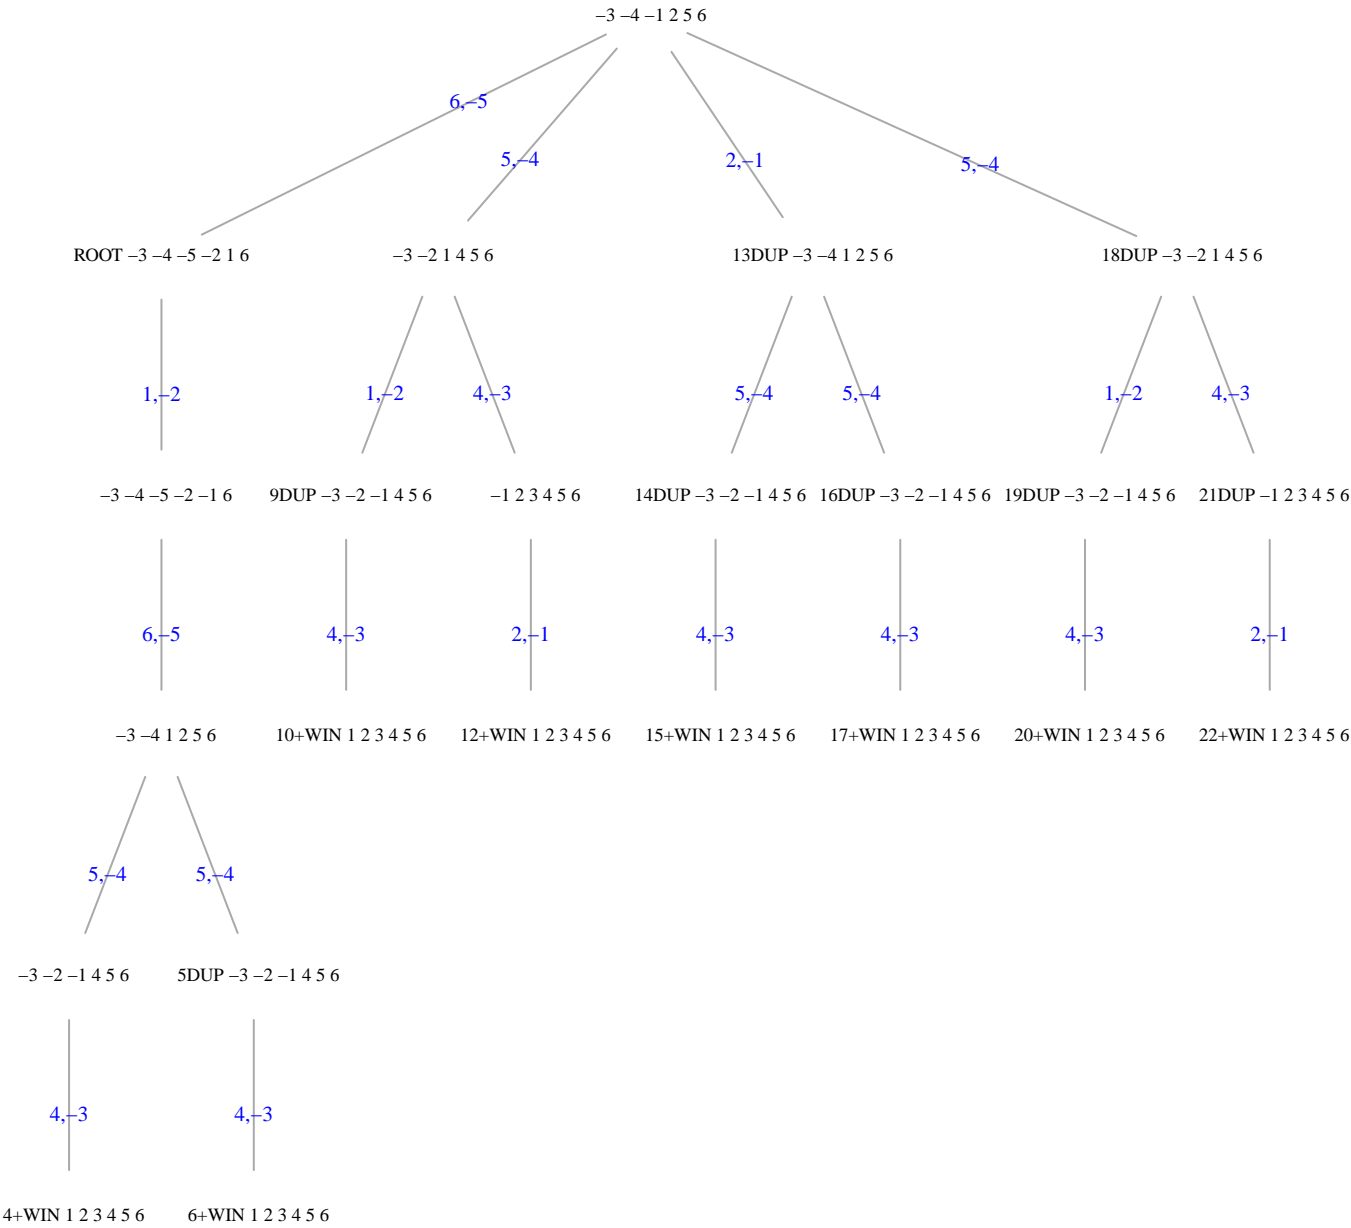 –3 –4 –1 2 5 6
6,–5
5,–4
2,–1
5,–4
ROOT –3 –4 –5 –2 1 6
–3 –2 1 4 5 6
13DUP –3 –4 1 2 5 6
18DUP –3 –2 1 4 5 6
1,–2
1,–2
4,–3
5,–4
5,–4
1,–2
4,–3
–3 –4 –5 –2 –1 6
9DUP –3 –2 –1 4 5 6
–1 2 3 4 5 6
14DUP –3 –2 –1 4 5 6
16DUP –3 –2 –1 4 5 6
19DUP –3 –2 –1 4 5 6
21DUP –1 2 3 4 5 6
6,–5
4,–3
2,–1
4,–3
4,–3
4,–3
2,–1
–3 –4 1 2 5 6
10+WIN 1 2 3 4 5 6
12+WIN 1 2 3 4 5 6
15+WIN 1 2 3 4 5 6
17+WIN 1 2 3 4 5 6
20+WIN 1 2 3 4 5 6
22+WIN 1 2 3 4 5 6
5,–4
5,–4
–3 –2 –1 4 5 6
5DUP –3 –2 –1 4 5 6
4,–3
4,–3
4+WIN 1 2 3 4 5 6
6+WIN 1 2 3 4 5 6